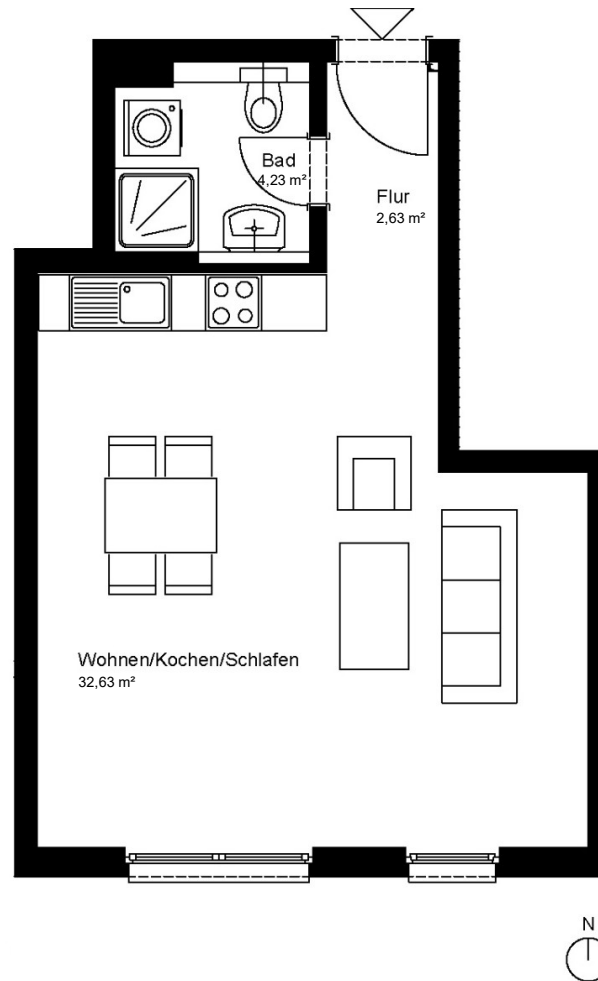 Bad
4,23 m²
Flur
2,63 m²
Wohnen/Kochen/Schlafen
32,63 m²
N